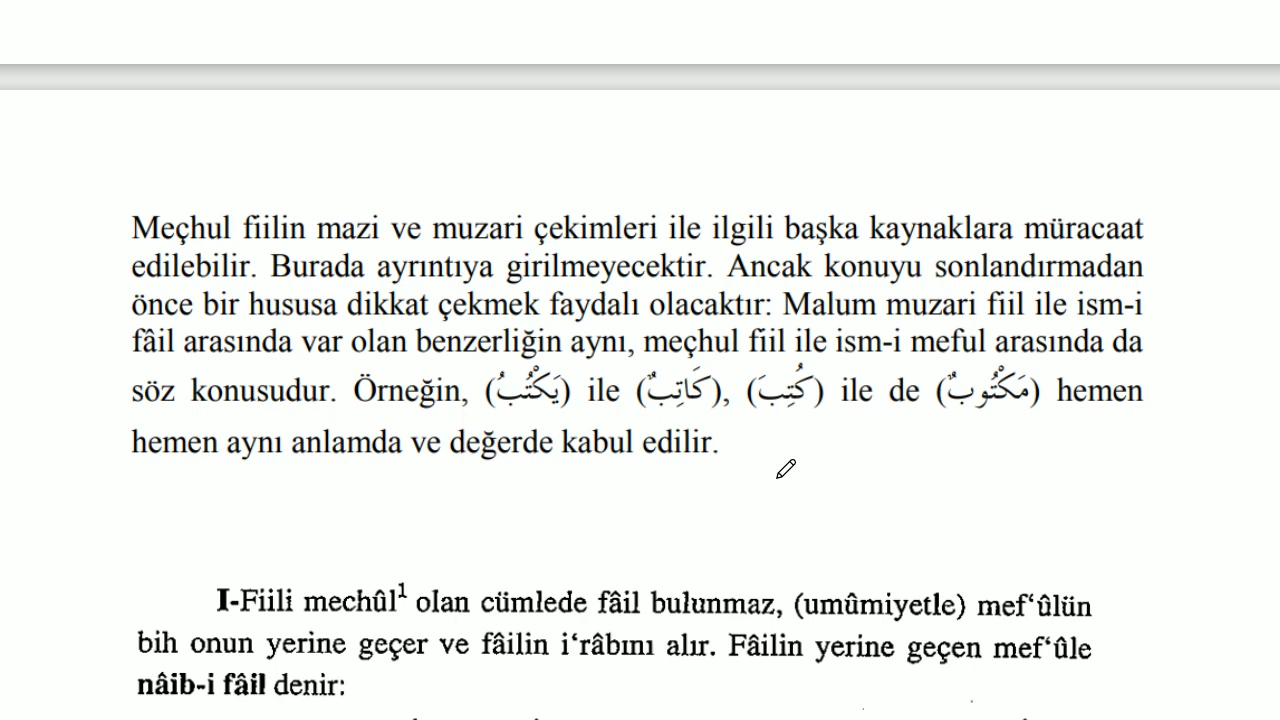 Meçhul fiilin mazi ve muzari çekimleri ile ilgili başka kaynaklara müracaat
edilebilir. Burada ayrıntıya girilmeyecektir. Ancak konuyu sonlandırmadan
önce bir hususa dikkat çekmek faydalı olacaktır: Malum muzari fiil ile ism-i
fâil arasında var olan benzerliğin aynı, meçhul fiil ile ism-i meful arasında da
söz konusudur. Örneğin, (يَكْتُبُ) ile (كَاتِبٌ), (كُتِبَ) ile de (مَكْتُوبٌ) hemen
hemen aynı anlamda ve değerde kabul edilir.
I-Fiili mechûl¹ olan cümlede fâil bulunmaz, (umûmiyetle) mef‘ûlün
bih onun yerine geçer ve fâilin i‘râbını alır. Fâilin yerine geçen mef‘ûle
nâib-i fâil denir: